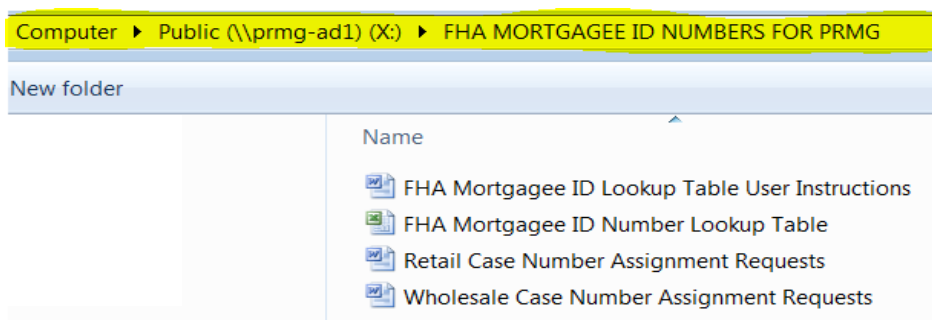 Computer ▸ Public (\\prmg-ad1) (X:) ▸ FHA MORTGAGEE ID NUMBERS FOR PRMG
New folder
Name
FHA Mortgagee ID Lookup Table User Instructions
FHA Mortgagee ID Number Lookup Table
Retail Case Number Assignment Requests
Wholesale Case Number Assignment Requests